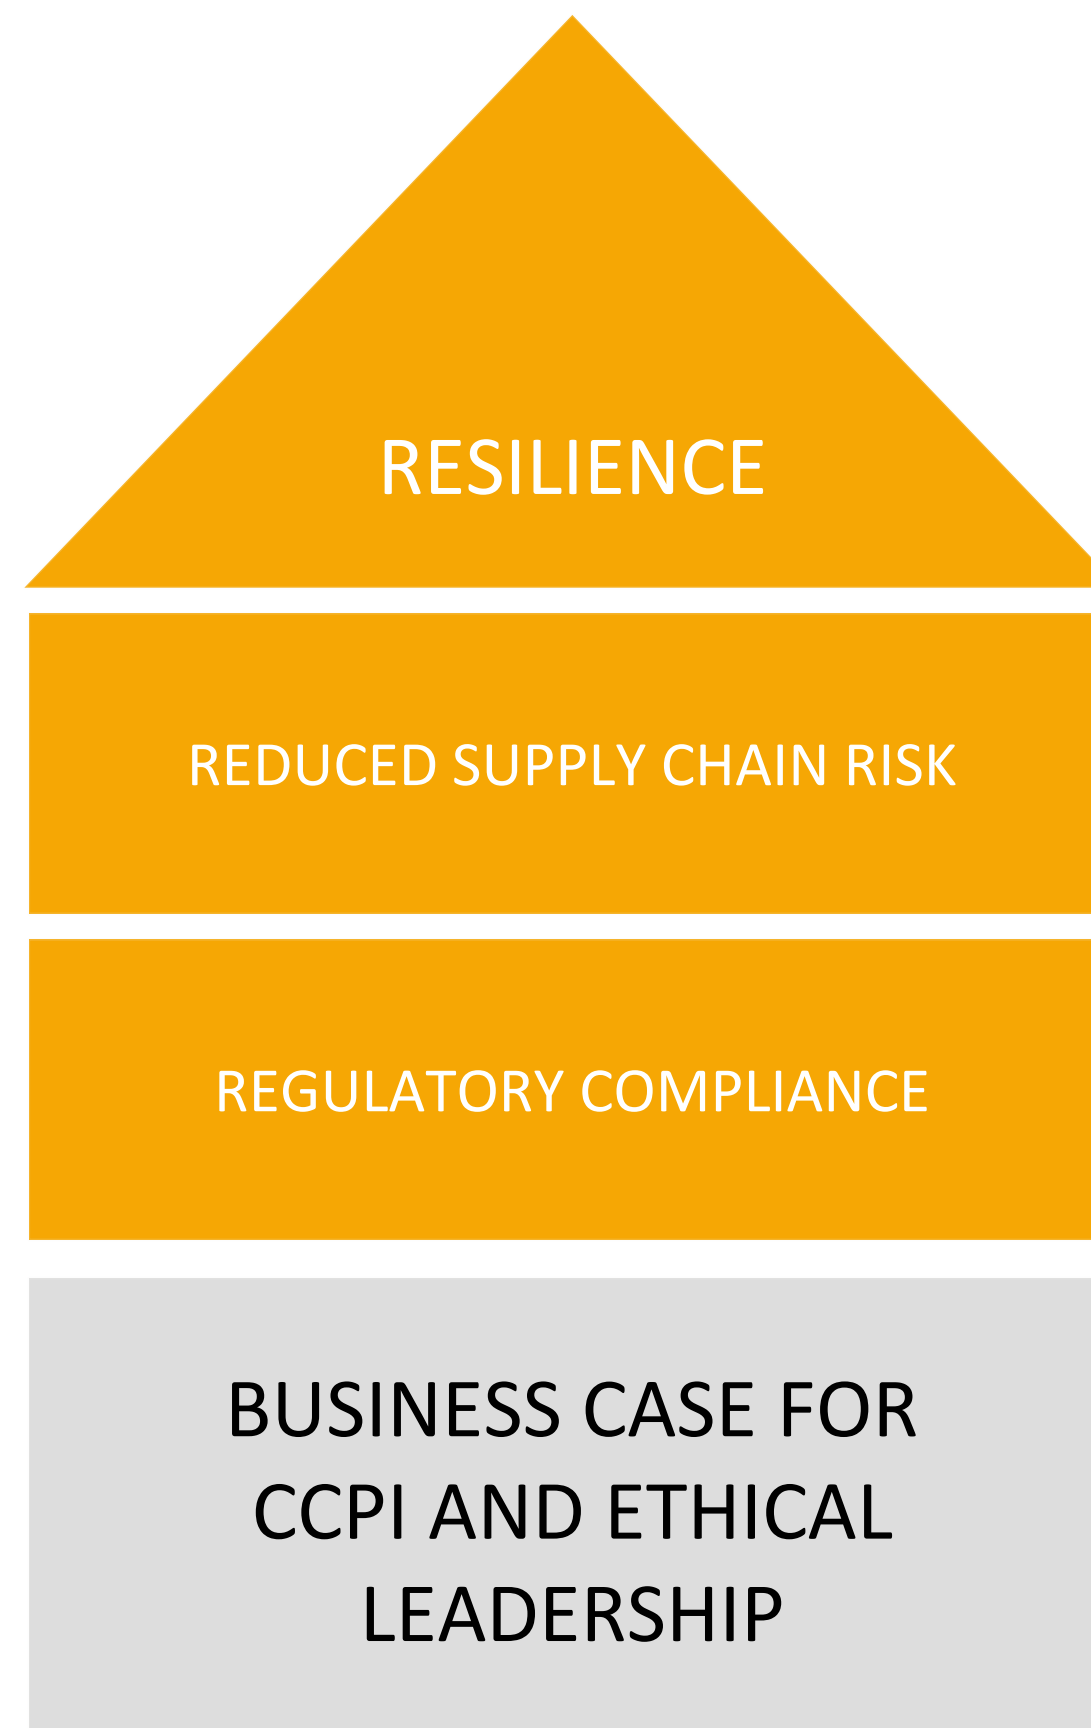 RESILIENCE
REDUCED SUPPLY CHAIN RISK
REGULATORY COMPLIANCE
BUSINESS CASE FOR
CCPI AND ETHICAL
LEADERSHIP